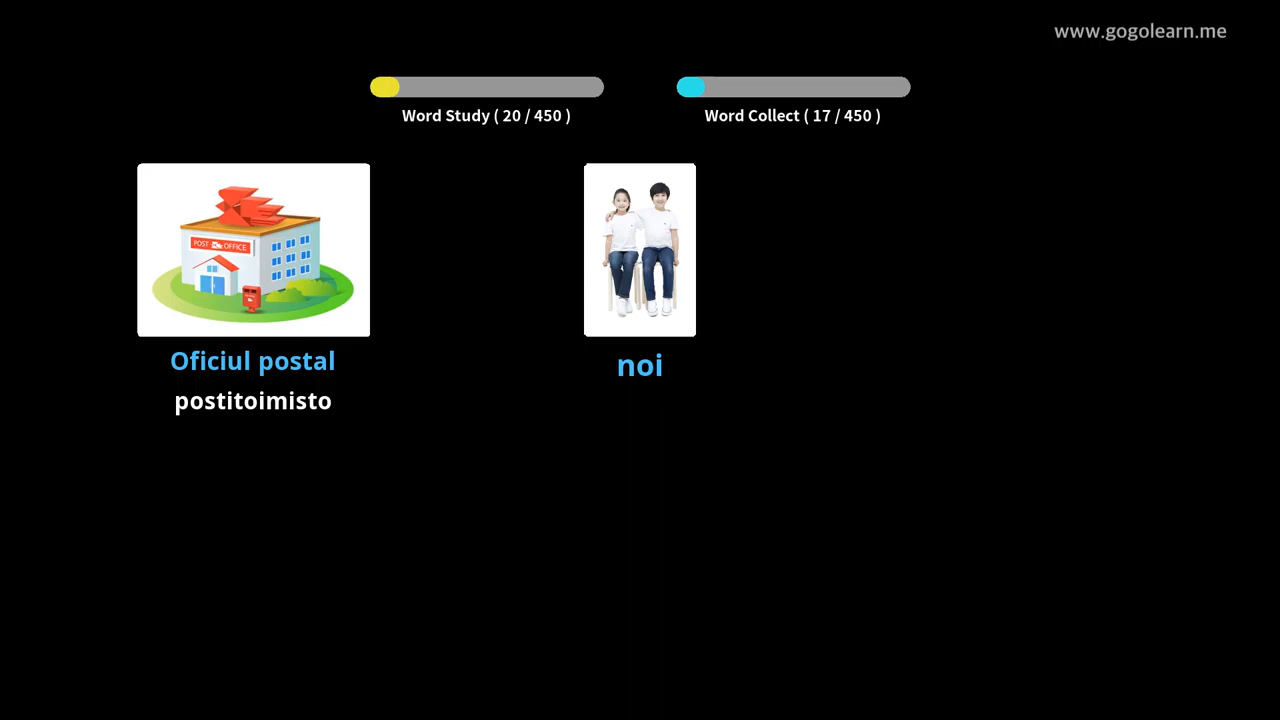 www.gogolearn.me
Word Study ( 20 / 450 )
Word Collect ( 17 / 450 )
POST OFFICE
Oficiul postal
postitoimisto
noi